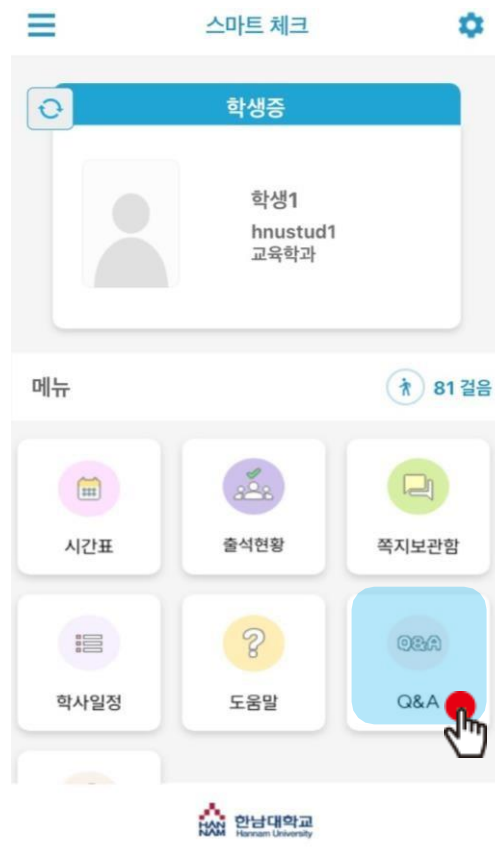 스마트 체크
학생증
학생1
hnustud1
교육학과
메뉴
81 걸음
시간표
출석현황
쪽지보관함
Q&A
학사일정
도움말
Q&A
HAN
NAM
한남대학교
Hannam University